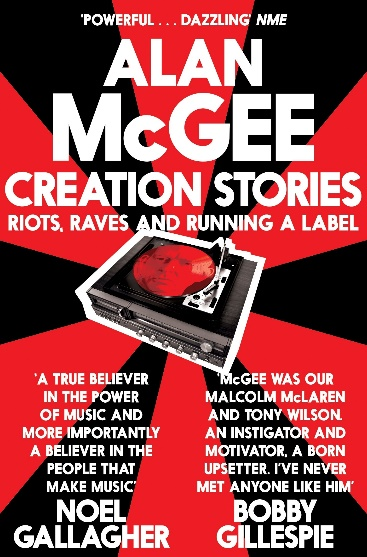 'POWERFUL . . . DAZZLING' NME
ALAN
McGEE
CREATION STORIES
RIOTS, RAVES AND RUNNING A LABEL
'A TRUE BELIEVER
IN THE POWER
OF MUSIC AND
MORE IMPORTANTLY
A BELIEVER IN THE
PEOPLE THAT
MAKE MUSIC'
NOEL
GALLAGHER
'McGEE WAS OUR
MALCOLM McLAREN
AND TONY WILSON.
AN INSTIGATOR AND
MOTIVATOR, A BORN
UPSETTER. I'VE NEVER
MET ANYONE LIKE HIM'
BOBBY
GILLESPIE